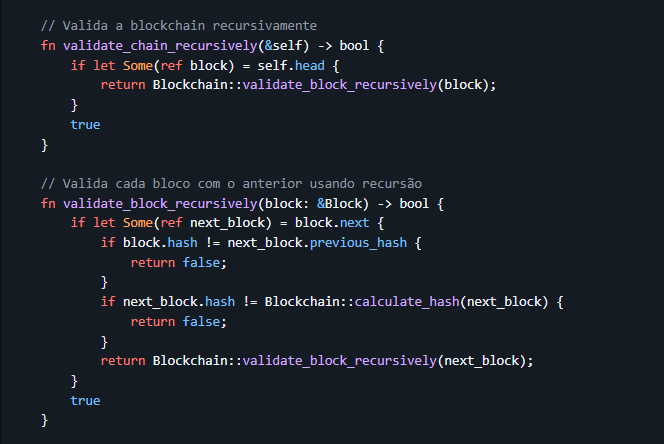 // Valida a blockchain recursivamente
fn validate_chain_recursively(&self) -> bool {
    if let Some(ref block) = self.head {
        return Blockchain::validate_block_recursively(block);
    }
    true
}

// Valida cada bloco com o anterior usando recursão
fn validate_block_recursively(block: &Block) -> bool {
    if let Some(ref next_block) = block.next {
        if block.hash != next_block.previous_hash {
            return false;
        }
        if next_block.hash != Blockchain::calculate_hash(next_block) {
            return false;
        }
        return Blockchain::validate_block_recursively(next_block);
    }
    true
}